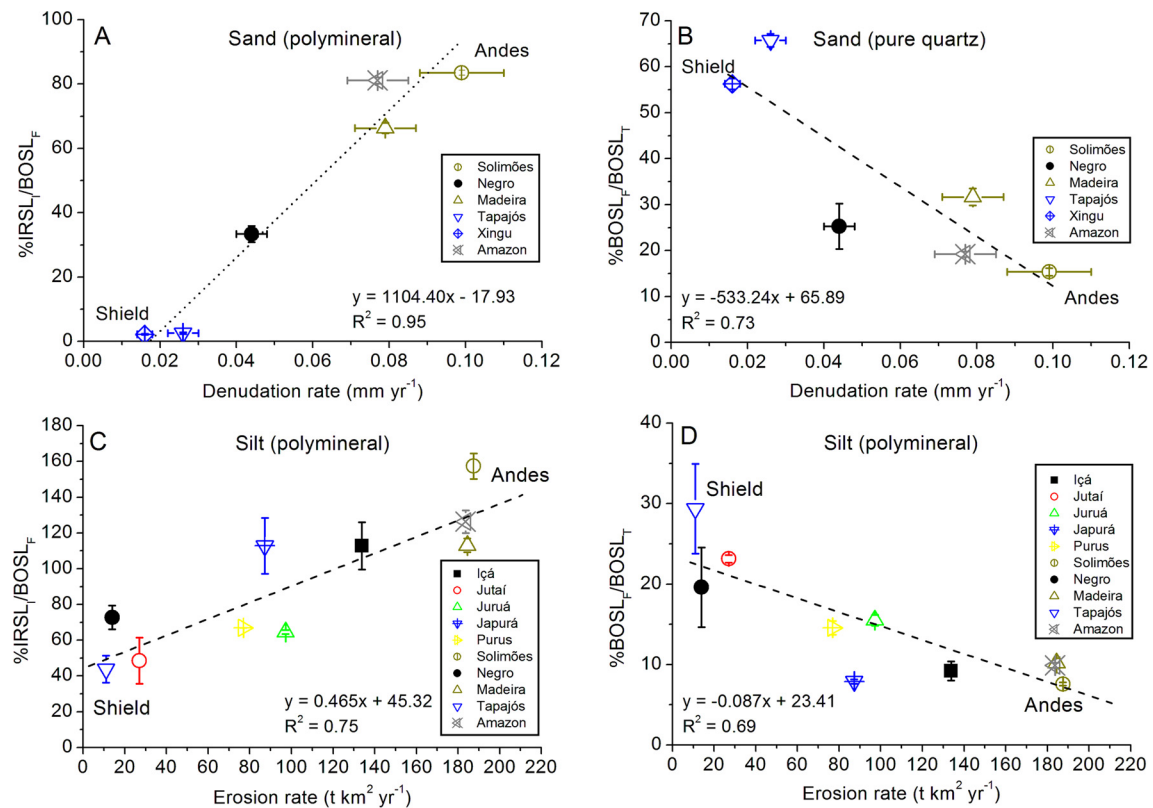 A
Sand (polymineral)
Andes
Shield
%IRSL_I/BOSL_F
100
80
60
40
20
0
Solimões
Negro
Madeira
Tapajós
Xingu
Amazon
y = 1104.40x - 17.93
R² = 0.95
0.00 0.02 0.04 0.06 0.08 0.10 0.12
Denudation rate (mm yr⁻¹)
B
Sand (pure quartz)
Shield
Andes
%BOSL_F/BOSL_T
70
60
50
40
30
20
10
0
Solimões
Negro
Madeira
Tapajós
Xingu
Amazon
y = -533.24x + 65.89
R² = 0.73
0.00 0.02 0.04 0.06 0.08 0.10 0.12
Denudation rate (mm yr⁻¹)
C
Silt (polymineral)
Andes
Shield
%IRSL_I/BOSL_F
180
160
140
120
100
80
60
40
20
0
Içá
Jutaí
Juruá
Japurá
Purus
Solimões
Negro
Madeira
Tapajós
Amazon
y = 0.465x + 45.32
R² = 0.75
0 20 40 60 80 100 120 140 160 180 200 220
Erosion rate (t km² yr⁻¹)
D
Silt (polymineral)
Shield
Andes
%BOSL_F/BOSL_T
40
30
20
10
0
Içá
Jutaí
Juruá
Japurá
Purus
Solimões
Negro
Madeira
Tapajós
Amazon
y = -0.087x + 23.41
R² = 0.69
0 20 40 60 80 100 120 140 160 180 200 220
Erosion rate (t km² yr⁻¹)